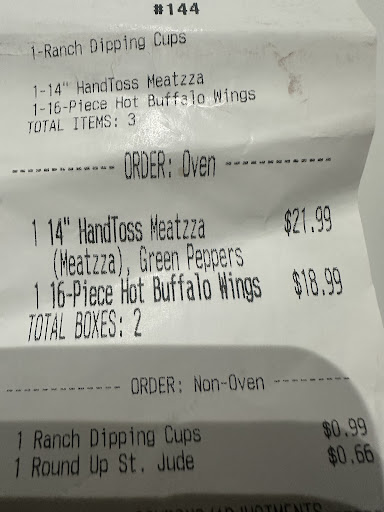 #144
1-Ranch Dipping Cups
1-14" HandToss Meatzza
1-16-Piece Hot Buffalo Wings
TOTAL ITEMS: 3
---------------- ORDER: Oven ----------------
1 14" HandToss Meatzza $21.99
(Meatzza), Green Peppers
1 16-Piece Hot Buffalo Wings $18.99
TOTAL BOXES: 2
---------------- ORDER: Non-Oven -------------
1 Ranch Dipping Cups $0.99
1 Round Up St. Jude $0.66